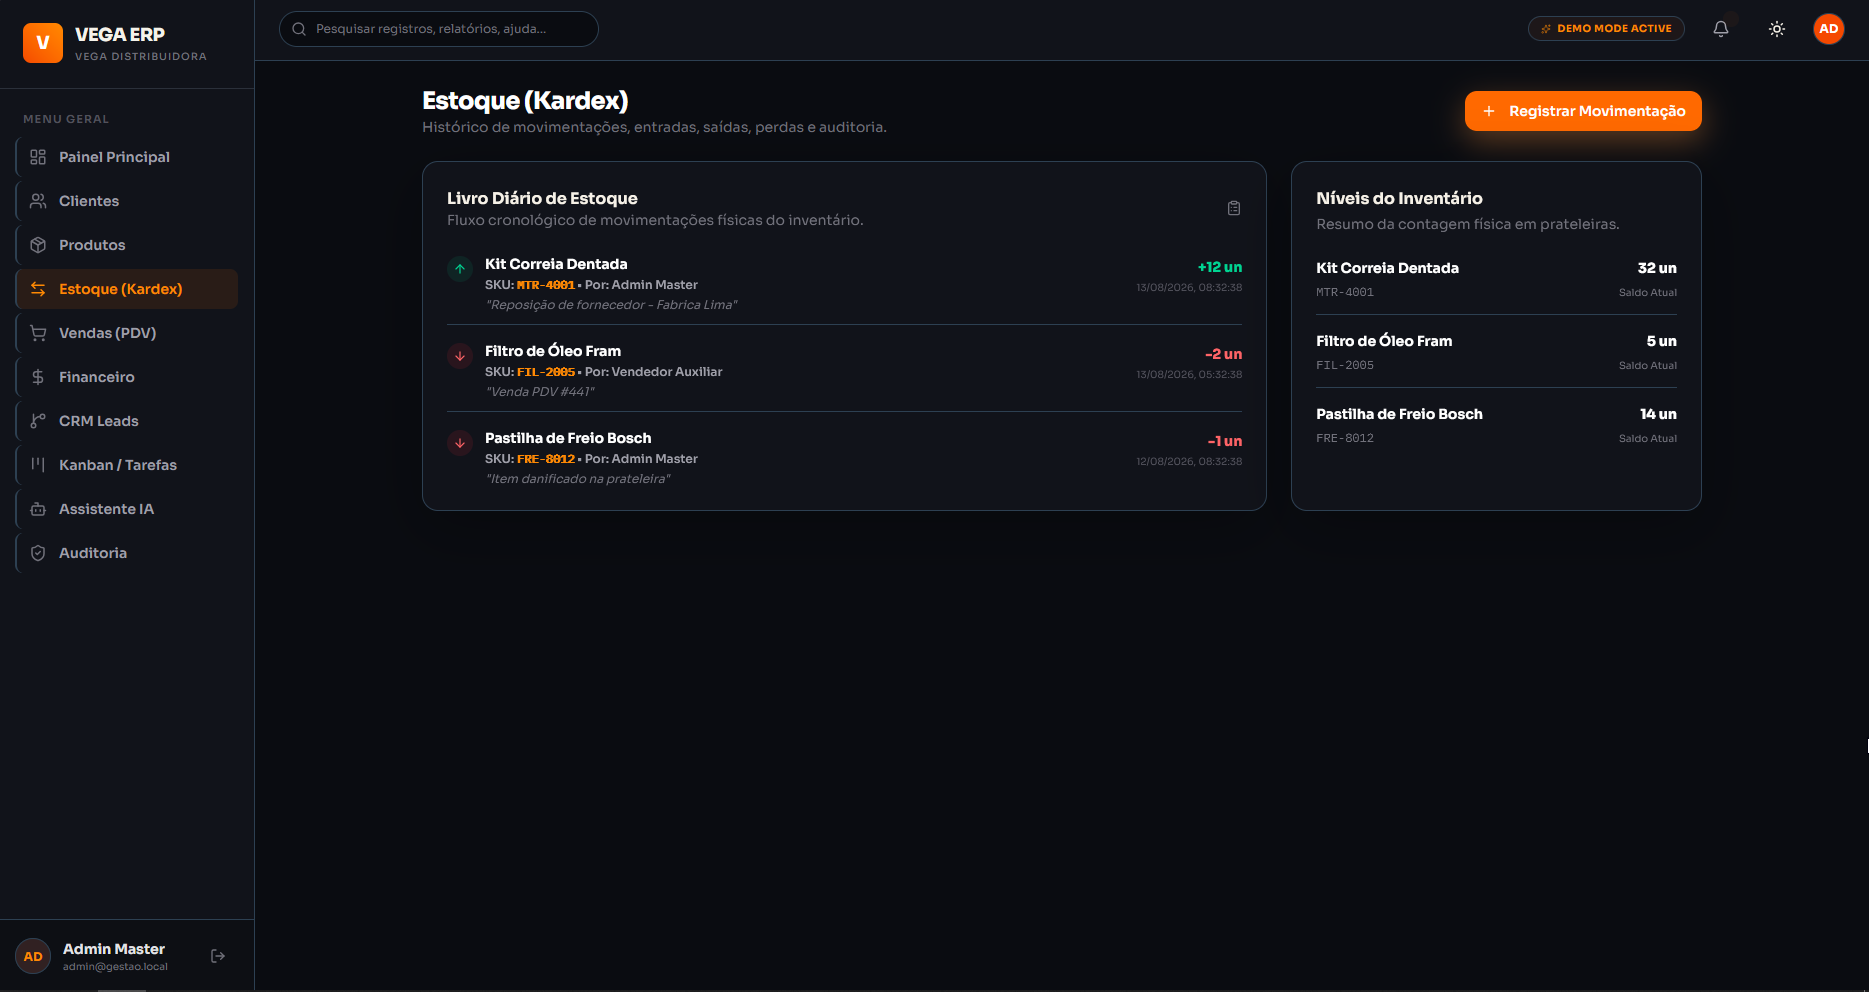 V
VEGA ERP
VEGA DISTRIBUIDORA
MENU GERAL
Painel Principal
Clientes
Produtos
Estoque (Kardex)
Vendas (PDV)
Financeiro
CRM Leads
Kanban / Tarefas
Assistente IA
Auditoria
AD
Admin Master
admin@gestao.local
Pesquisar registros, relatórios, ajuda...
DEMO MODE ACTIVE
AD
Estoque (Kardex)
Histórico de movimentações, entradas, saídas, perdas e auditoria.
+ Registrar Movimentação
Livro Diário de Estoque
Fluxo cronológico de movimentações físicas do inventário.
Kit Correia Dentada
+12 un
SKU: MTR-4001 • Por: Admin Master
13/08/2026, 08:32:38
"Reposição de fornecedor - Fabrica Lima"
Filtro de Óleo Fram
-2 un
SKU: FIL-2005 • Por: Vendedor Auxiliar
13/08/2026, 05:32:38
"Venda PDV #441"
Pastilha de Freio Bosch
-1 un
SKU: FRE-8012 • Por: Admin Master
12/08/2026, 08:32:38
"Item danificado na prateleira"
Níveis do Inventário
Resumo da contagem física em prateleiras.
Kit Correia Dentada
32 un
MTR-4001
Saldo Atual
Filtro de Óleo Fram
5 un
FIL-2005
Saldo Atual
Pastilha de Freio Bosch
14 un
FRE-8012
Saldo Atual